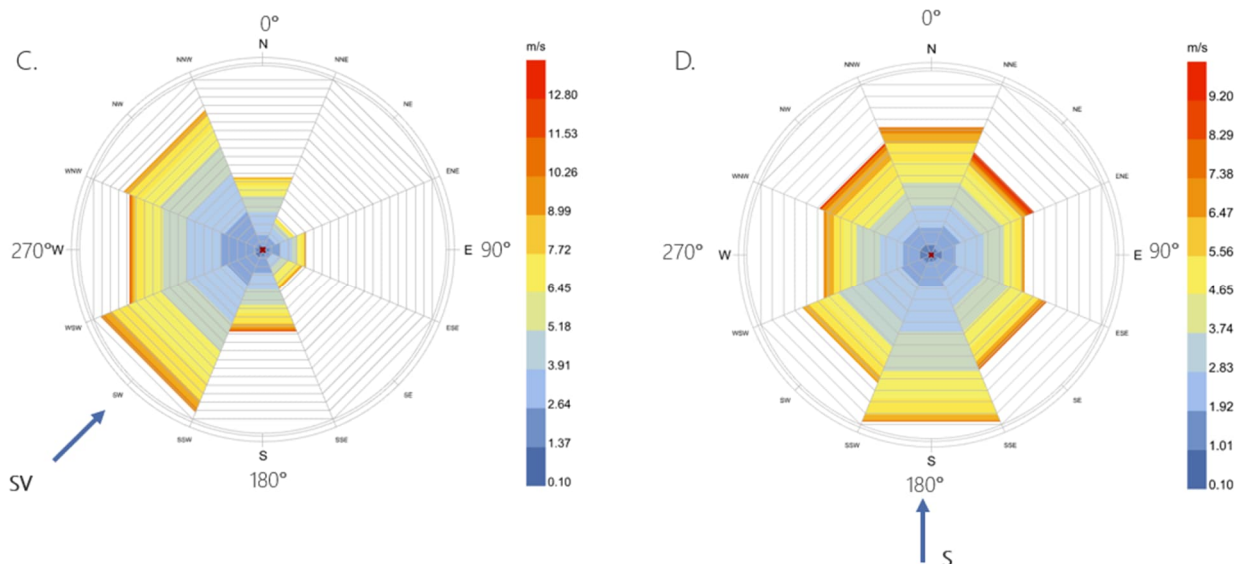 C.
0°
N
NNW
NNE
NW
NE
WNW
ENE
270°W
E 90°
WSW
ESE
SW
SE
SSW
SSE
S
180°
SV
m/s
12.80
11.53
10.26
8.99
7.72
6.45
5.18
3.91
2.64
1.37
0.10
D.
0°
N
NNW
NNE
NW
NE
WNW
ENE
270°
W
E 90°
WSW
ESE
SW
SE
SSW
SSE
S
180°
S
m/s
9.20
8.29
7.38
6.47
5.56
4.65
3.74
2.83
1.92
1.01
0.10